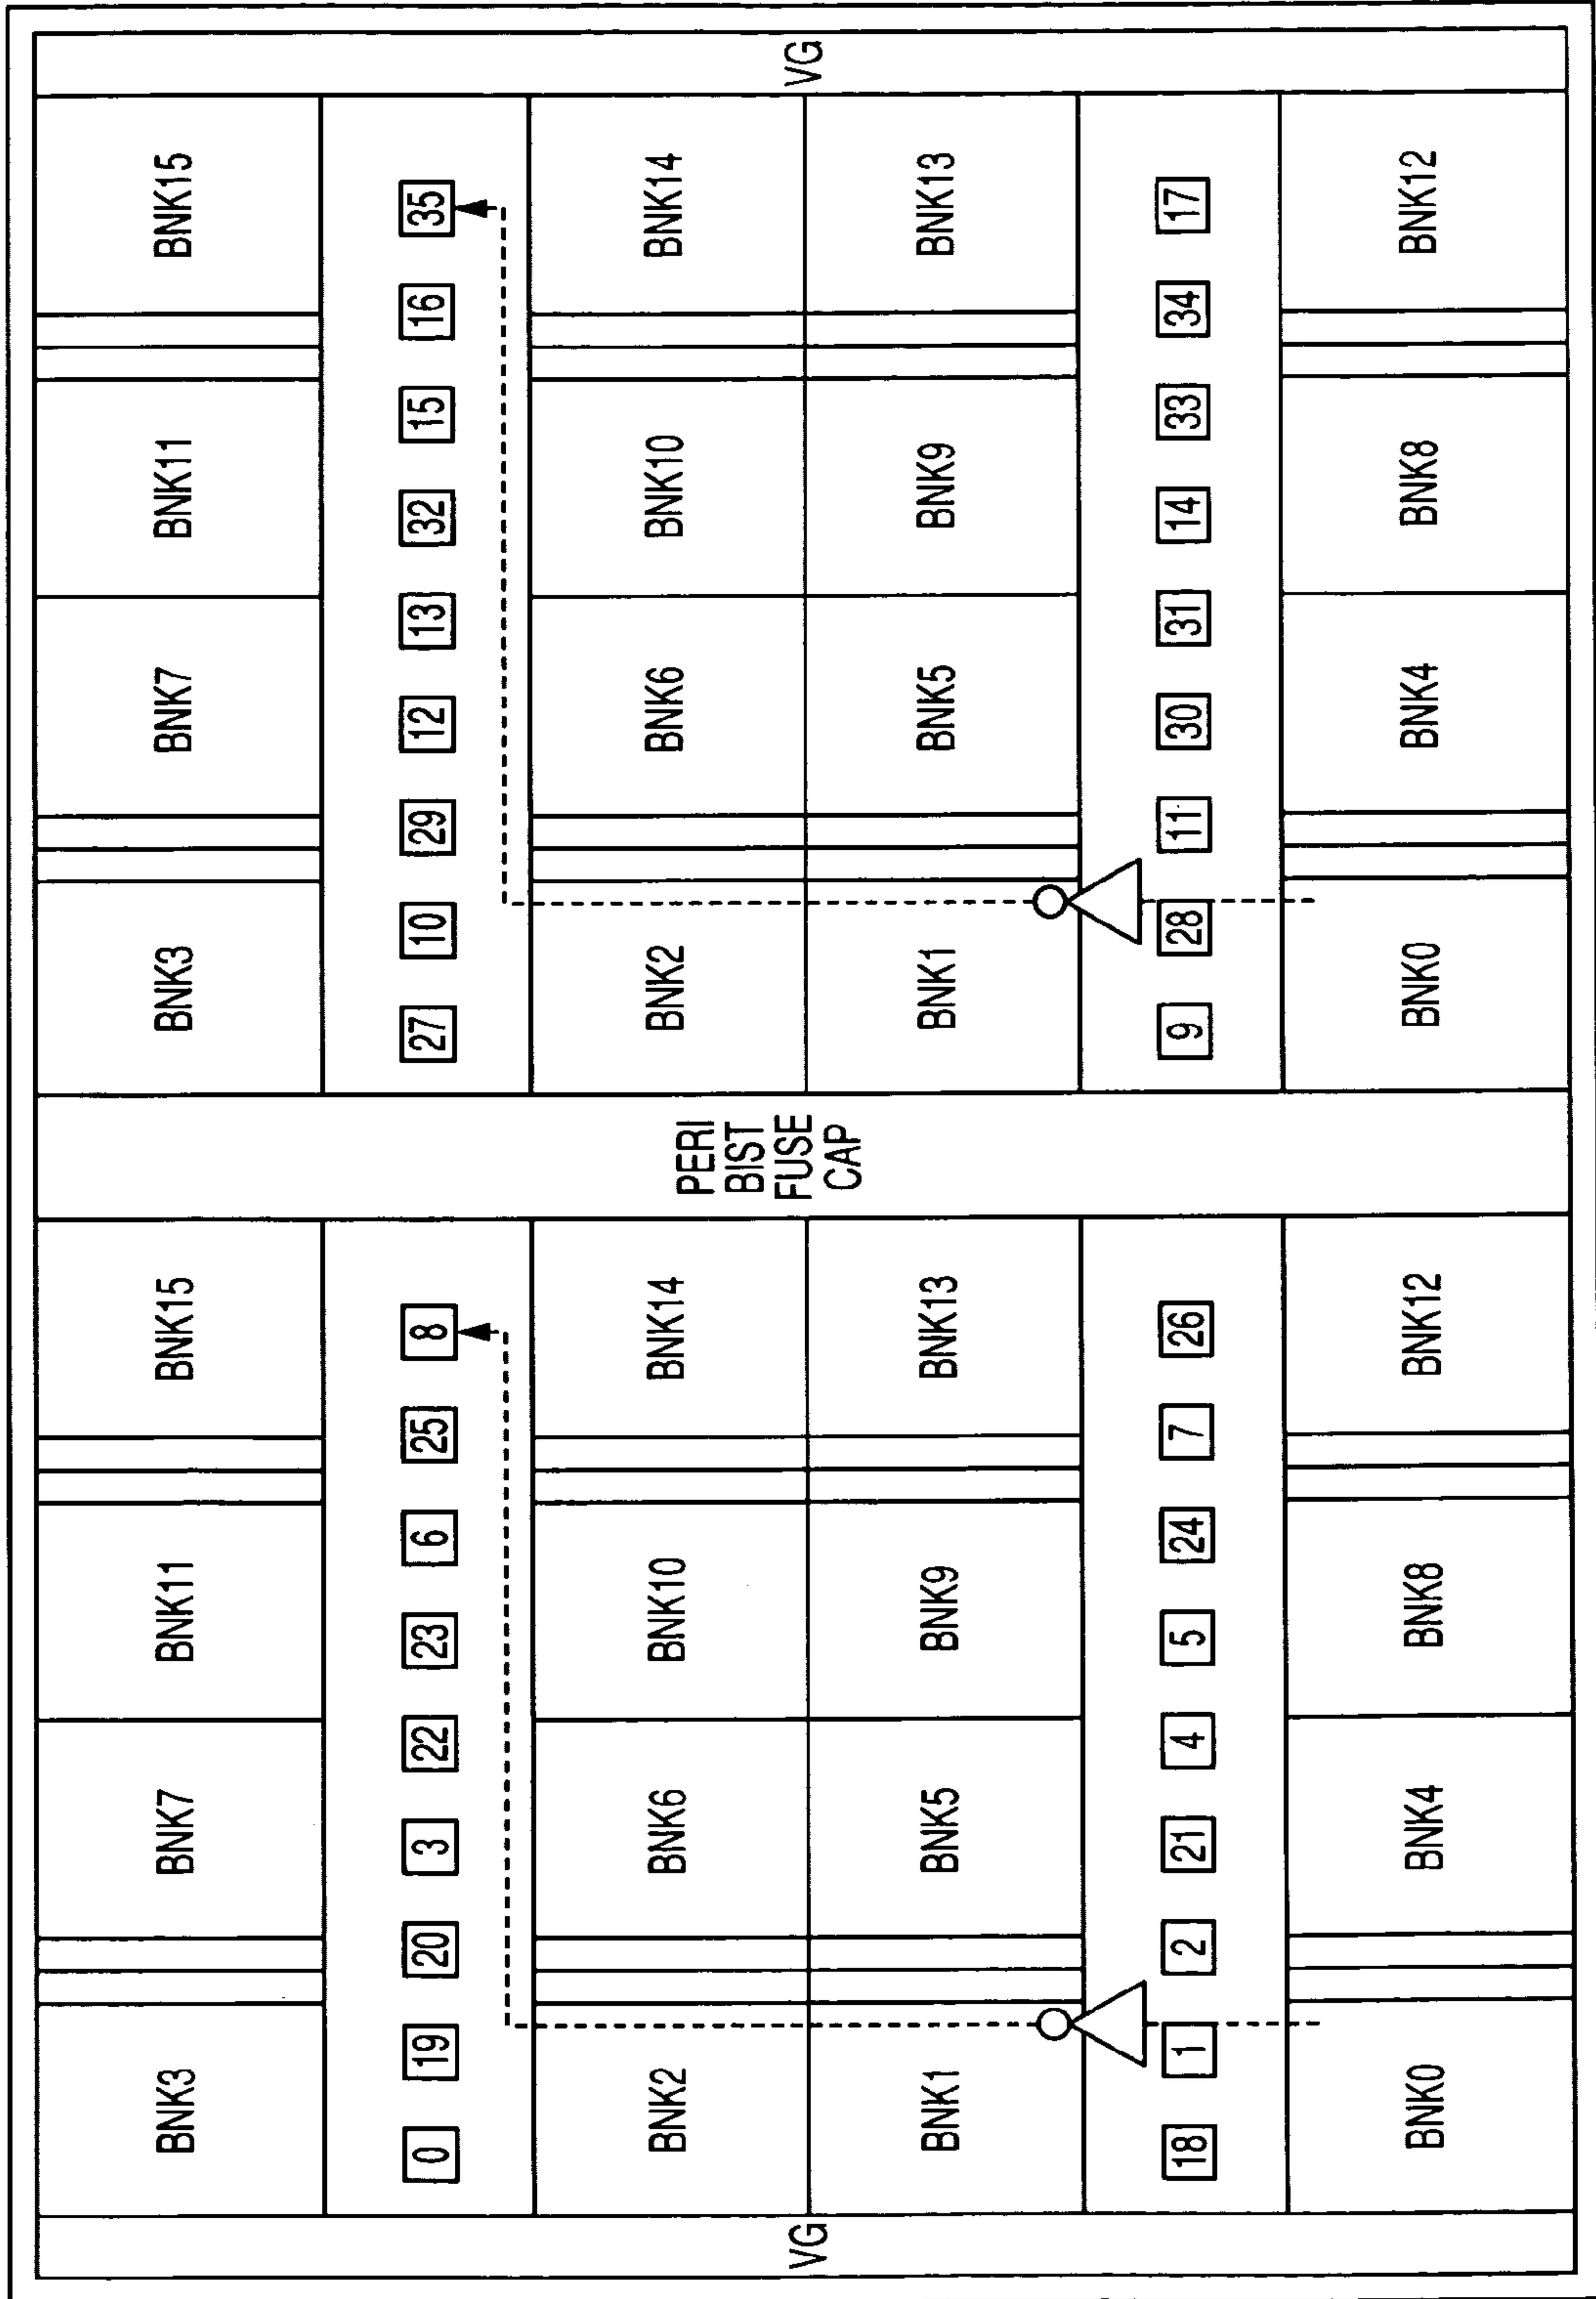 BNK3
BNK7
BNK11
BNK15
BNK3
BNK7
BNK11
BNK15
0
19
20
3
22
23
6
25
8
27
10
29
12
13
32
15
16
35
VG
BNK2
BNK6
BNK10
BNK14
PERI
BIST
FUSE
CAP
BNK2
BNK6
BNK10
BNK14
VG
BNK1
BNK5
BNK9
BNK13
BNK1
BNK5
BNK9
BNK13
18
1
2
21
4
5
24
7
26
9
28
11
30
31
14
33
34
17
BNK0
BNK4
BNK8
BNK12
BNK0
BNK4
BNK8
BNK12